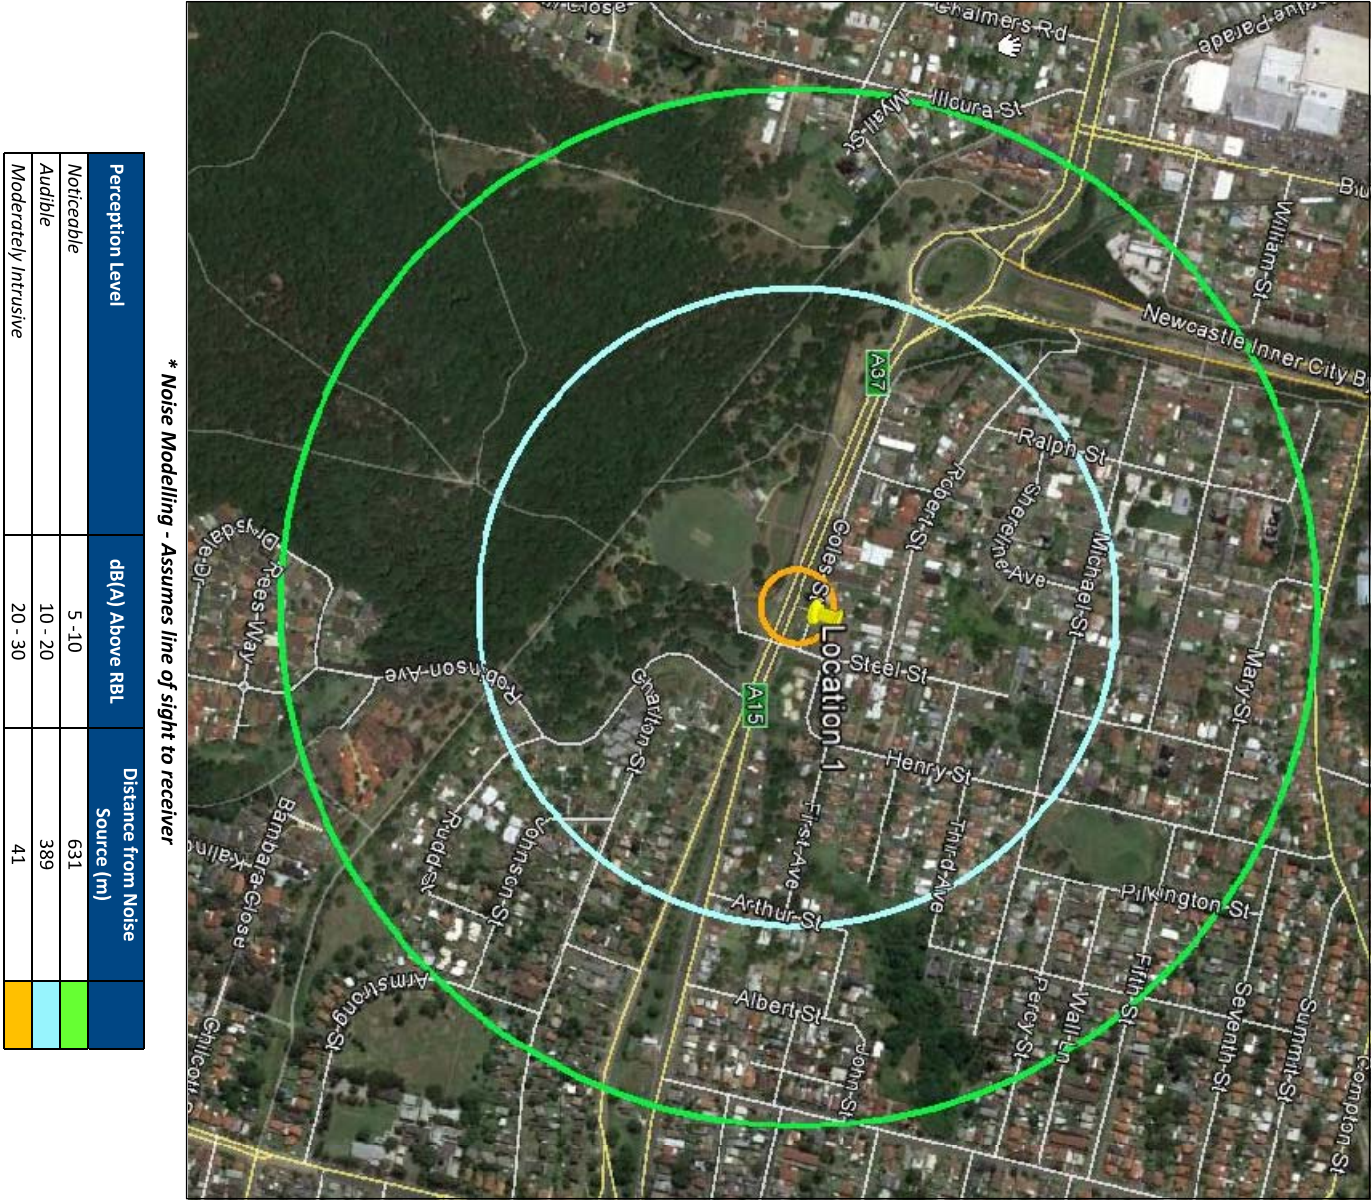 Chalmers Rd
Illoura-St
Myall-St
William-St
Newcastle Inner City B
A37
Ralph St
Robert-St
Sherelyne Ave
Michael-St
Coles-St
Location 1
Steel-St
Mary-St
Drysdale-Dr
Rees-Way
Robinson-Ave
Charlton-St
A15
Henry-St
First-Ave
Third-Ave
Rudd-St
Johnson-St
Bambara-Close
Arthur-St
Pilkington-St
Albert St
John-St
Armstrong-St
Percy-St
Wall-Ln
Fifth-St
Seventh-St
Summit-St
* Noise Modelling - Assumes line of sight to receiver
Perception Level
dB(A) Above RBL
Distance from Noise
Source (m)
Noticeable
5 -10
631
Audible
10 - 20
389
Moderately Intrusive
20 - 30
41